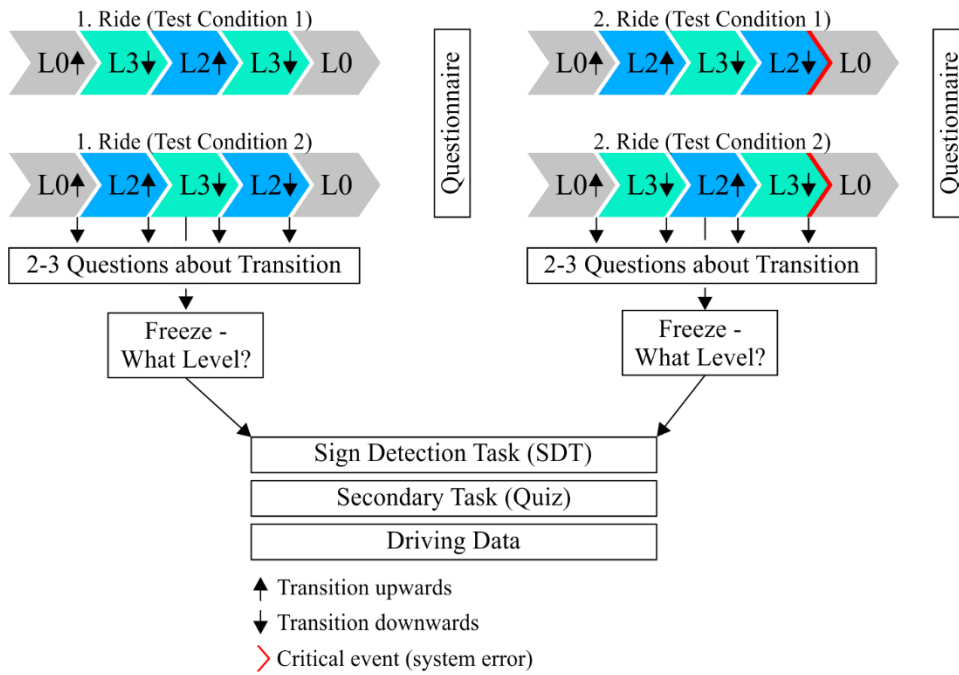 1. Ride (Test Condition 1)
L0 L3 L2 L3 L0
1. Ride (Test Condition 2)
L0 L2 L3 L2 L0
Questionnaire
2-3 Questions about Transition
Freeze -
What Level?
2. Ride (Test Condition 1)
L0 L2 L3 L2 L0
2. Ride (Test Condition 2)
L0 L3 L2 L3 L0
Questionnaire
2-3 Questions about Transition
Freeze -
What Level?
Sign Detection Task (SDT)
Secondary Task (Quiz)
Driving Data
Transition upwards
Transition downwards
Critical event (system error)